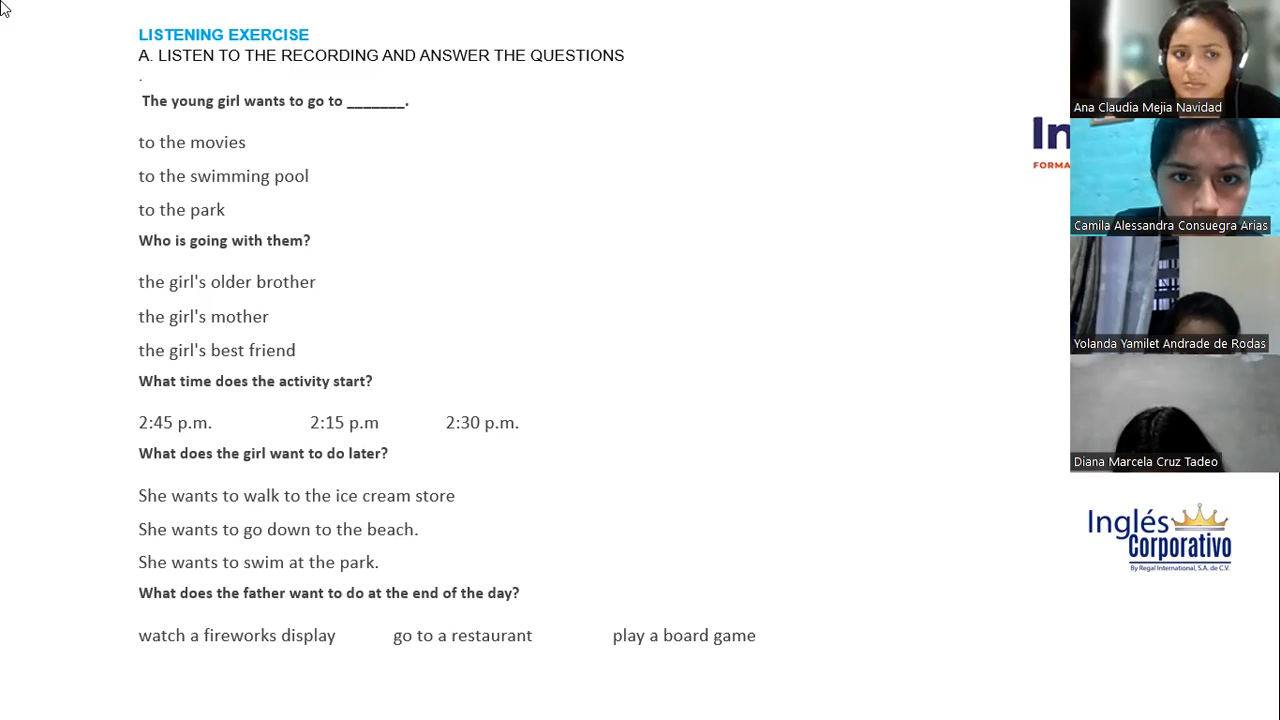 LISTENING EXERCISE
A. LISTEN TO THE RECORDING AND ANSWER THE QUESTIONS
.
The young girl wants to go to _______.
to the movies
to the swimming pool
to the park
Who is going with them?
the girl's older brother
the girl's mother
the girl's best friend
What time does the activity start?
2:45 p.m. 2:15 p.m 2:30 p.m.
What does the girl want to do later?
She wants to walk to the ice cream store
She wants to go down to the beach.
She wants to swim at the park.
What does the father want to do at the end of the day?
watch a fireworks display go to a restaurant play a board game
Ana Claudia Mejia Navidad
Camila Alessandra Consuegra Arias
Yolanda Yamilet Andrade de Rodas
Diana Marcela Cruz Tadeo
Inglés
Corporativo
By Regal International, S.A. de C.V.